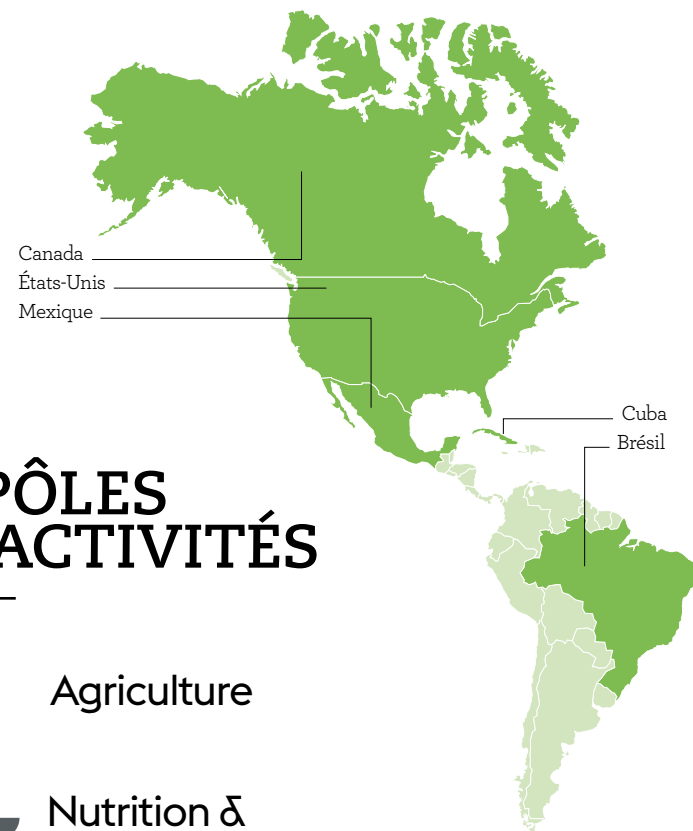 Canada
États-Unis
Mexique
Cuba
Brésil
PÔLES
ACTIVITÉS
Agriculture
Nutrition &